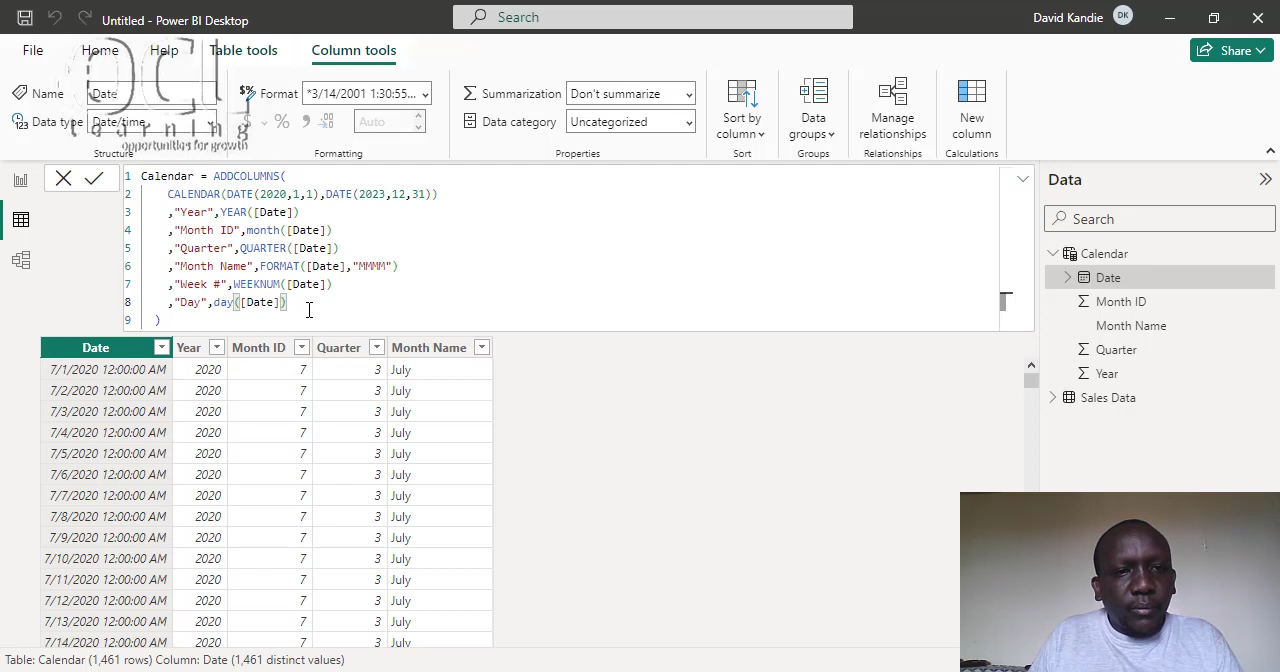 Untitled - Power BI Desktop
Search
David Kandie
DK
File
Home
Help
Table tools
Column tools
Share
Name
Date
Data type
Date/time
Structure
Format
*3/14/2001 1:30:55...
$
%
Auto
Formatting
Summarization
Don't summarize
Data category
Uncategorized
Properties
Sort by
column
Sort
Data
groups
Groups
Manage
relationships
Relationships
New
column
Calculations
learning
opportunities for growth
1 Calendar = ADDCOLUMNS(
2 CALENDAR(DATE(2020,1,1),DATE(2023,12,31))
3 ,"Year",YEAR([Date])
4 ,"Month ID",month([Date])
5 ,"Quarter",QUARTER([Date])
6 ,"Month Name",FORMAT([Date],"MMMM")
7 ,"Week #",WEEKNUM([Date])
8 ,"Day",day([Date])
9 )
Date Year Month ID Quarter Month Name
7/1/2020 12:00:00 AM 2020 7 3 July
7/2/2020 12:00:00 AM 2020 7 3 July
7/3/2020 12:00:00 AM 2020 7 3 July
7/4/2020 12:00:00 AM 2020 7 3 July
7/5/2020 12:00:00 AM 2020 7 3 July
7/6/2020 12:00:00 AM 2020 7 3 July
7/7/2020 12:00:00 AM 2020 7 3 July
7/8/2020 12:00:00 AM 2020 7 3 July
7/9/2020 12:00:00 AM 2020 7 3 July
7/10/2020 12:00:00 AM 2020 7 3 July
7/11/2020 12:00:00 AM 2020 7 3 July
7/12/2020 12:00:00 AM 2020 7 3 July
7/13/2020 12:00:00 AM 2020 7 3 July
7/14/2020 12:00:00 AM 2020 7 3 July
Table: Calendar (1,461 rows) Column: Date (1,461 distinct values)
Data
Search
Calendar
Date
Month ID
Month Name
Quarter
Year
Sales Data